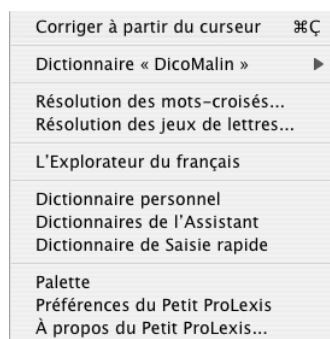 Corriger à partir du curseur ⌘Ç
Dictionnaire « DicoMalin » ▶
Résolution des mots-croisés...
Résolution des jeux de lettres...
L'Explorateur du français
Dictionnaire personnel
Dictionnaires de l'Assistant
Dictionnaire de Saisie rapide
Palette
Préférences du Petit ProLexis
À propos du Petit ProLexis...